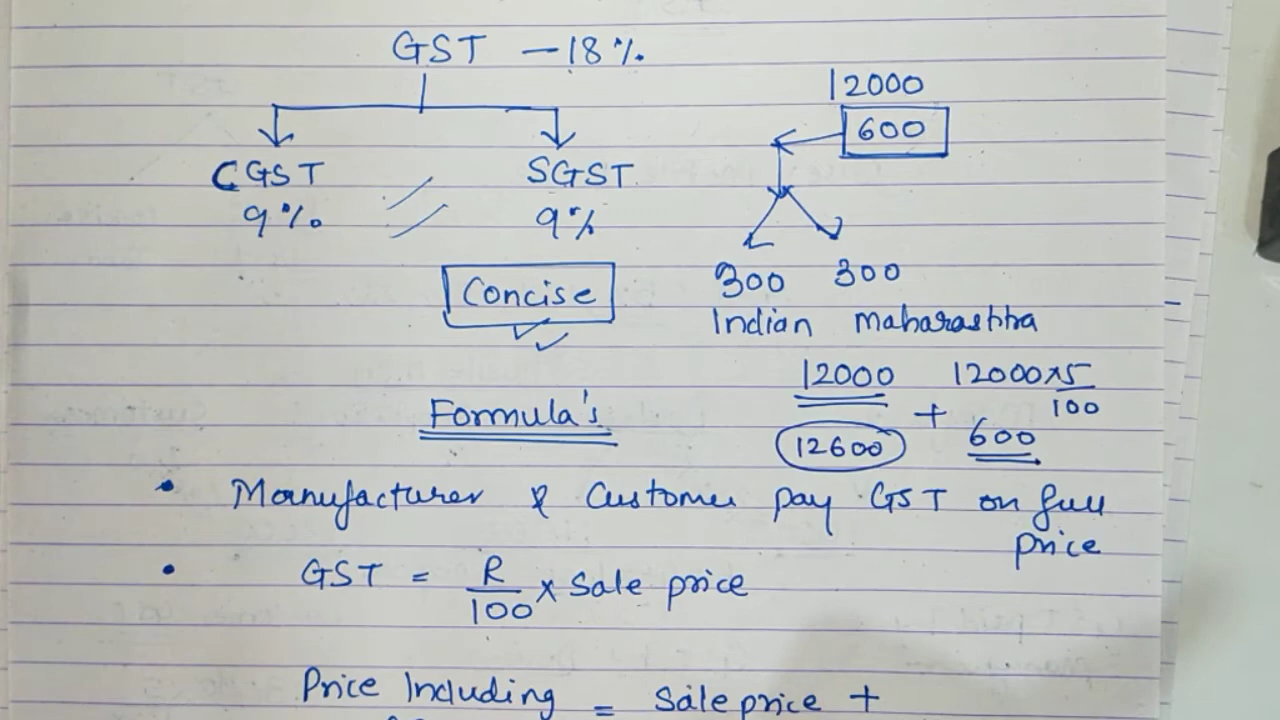 GST - 18%
12000
600
CGST
SGST
9%
9%
300 300
Concise
Indian maharashtra
12000 12000x5
100
+
Formula's
12600
600
• Manufacturer & Customer pay GST on full
price
• GST = R/100 x Sale price
Price Including = Sale price +